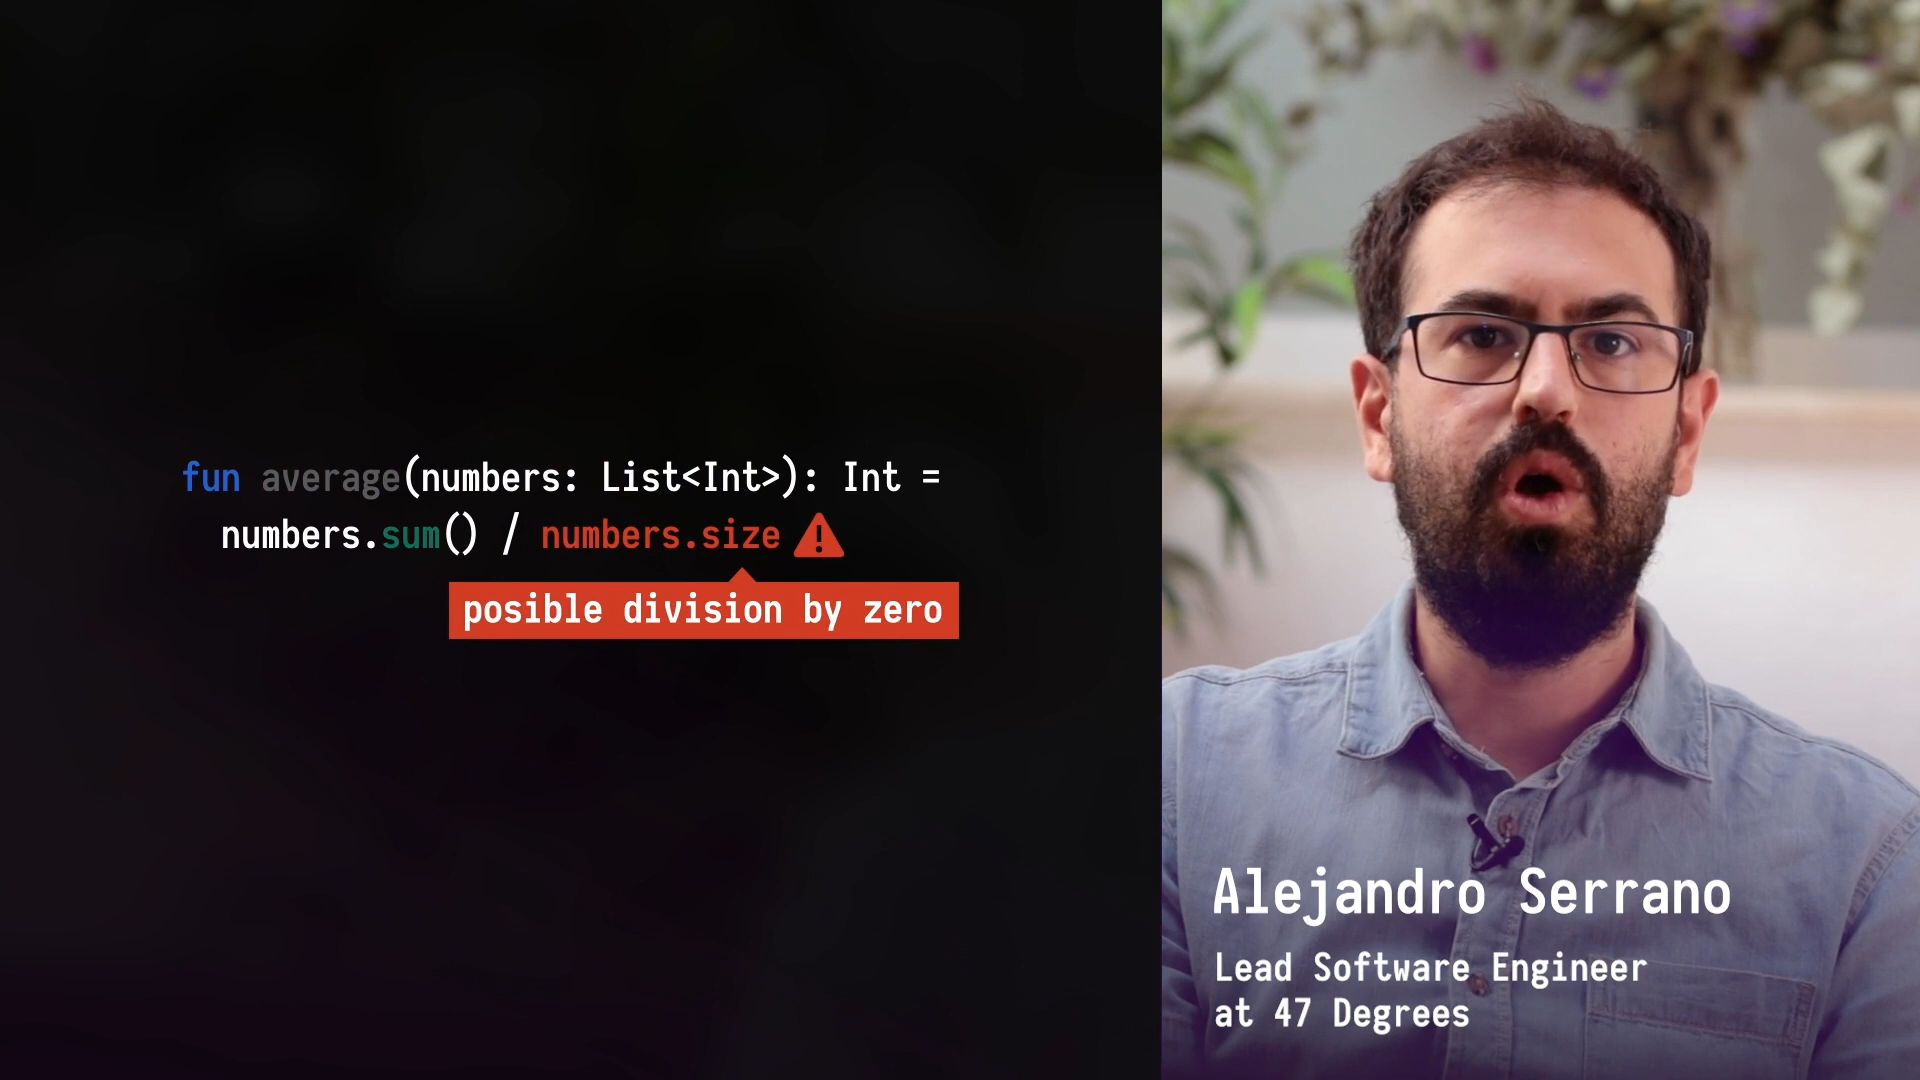 fun average(numbers: List<Int>): Int =
numbers.sum() / numbers.size
posible division by zero
Alejandro Serrano
Lead Software Engineer
at 47 Degrees